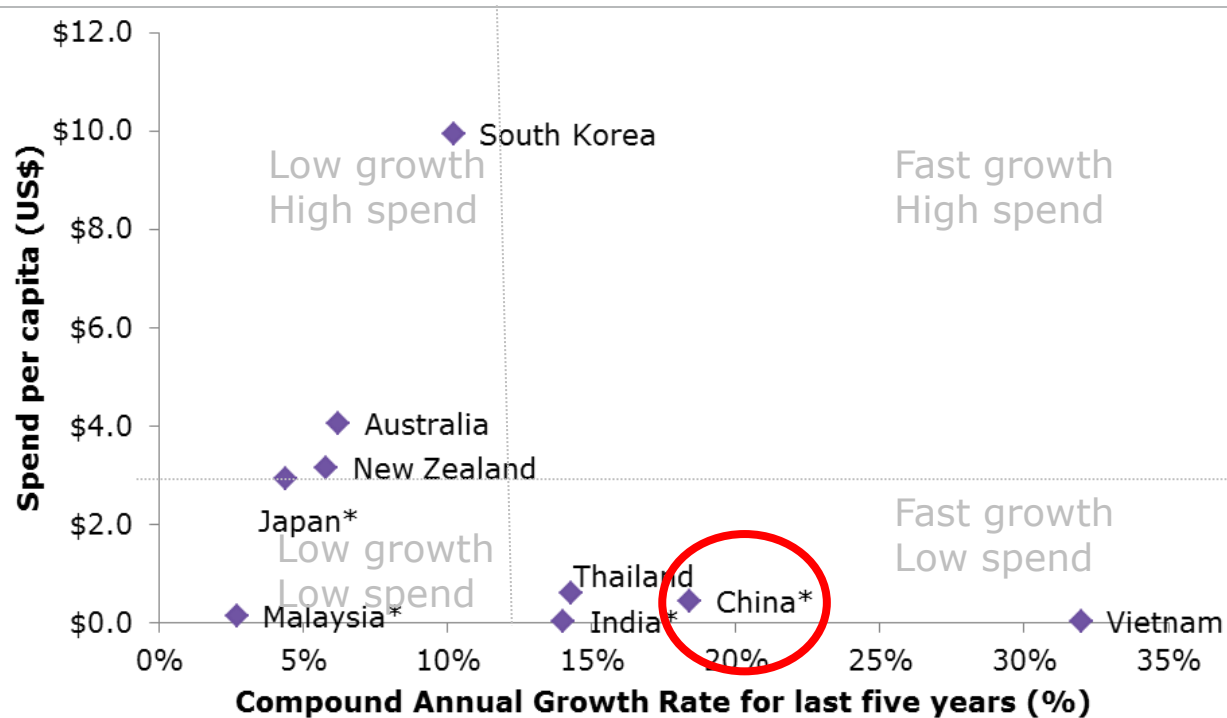 $12.0
$10.0
$8.0
$6.0
$4.0
$2.0
$0.0
Spend per capita (US$)
South Korea
Low growth
High spend
Fast growth
High spend
Australia
New Zealand
Japan*
Low growth
Low spend
Fast growth
Low spend
Thailand
China*
Malaysia*
India*
Vietnam
0%
5%
10%
15%
20%
25%
30%
35%
Compound Annual Growth Rate for last five years (%)